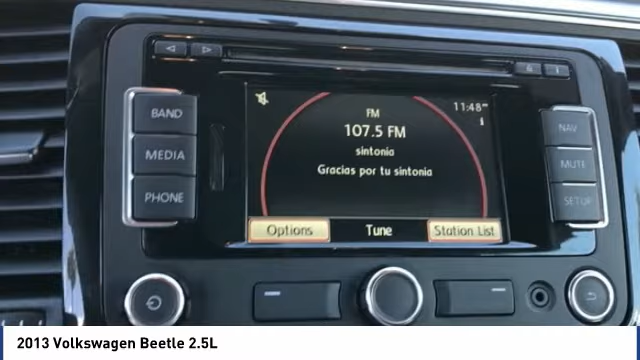 BAND
MEDIA
PHONE
FM
11:48
107.5 FM
sintonia
Gracias por tu sintonia
Options
Tune
Station List
NAV
MUTE
SETUP
2013 Volkswagen Beetle 2.5L